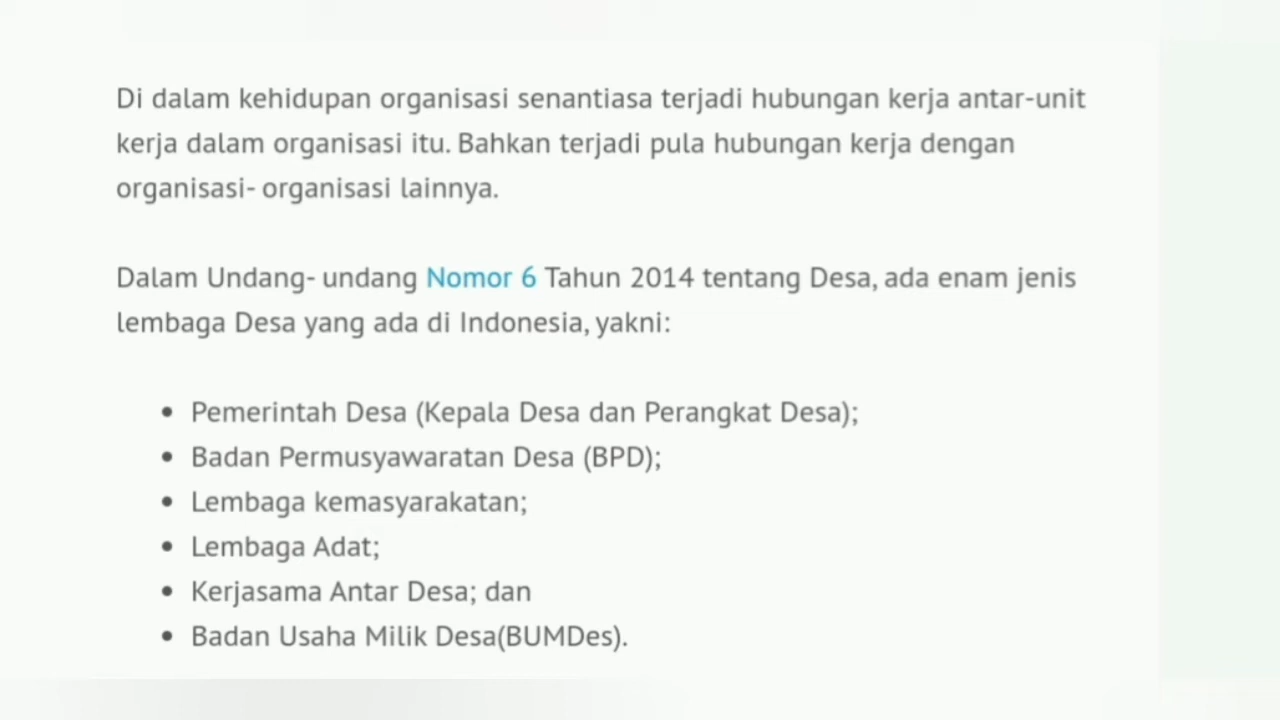 Di dalam kehidupan organisasi senantiasa terjadi hubungan kerja antar-unit
kerja dalam organisasi itu. Bahkan terjadi pula hubungan kerja dengan
organisasi- organisasi lainnya.
Dalam Undang- undang Nomor 6 Tahun 2014 tentang Desa, ada enam jenis
lembaga Desa yang ada di Indonesia, yakni:
• Pemerintah Desa (Kepala Desa dan Perangkat Desa);
• Badan Permusyawaratan Desa (BPD);
• Lembaga kemasyarakatan;
• Lembaga Adat;
• Kerjasama Antar Desa; dan
• Badan Usaha Milik Desa(BUMDes).